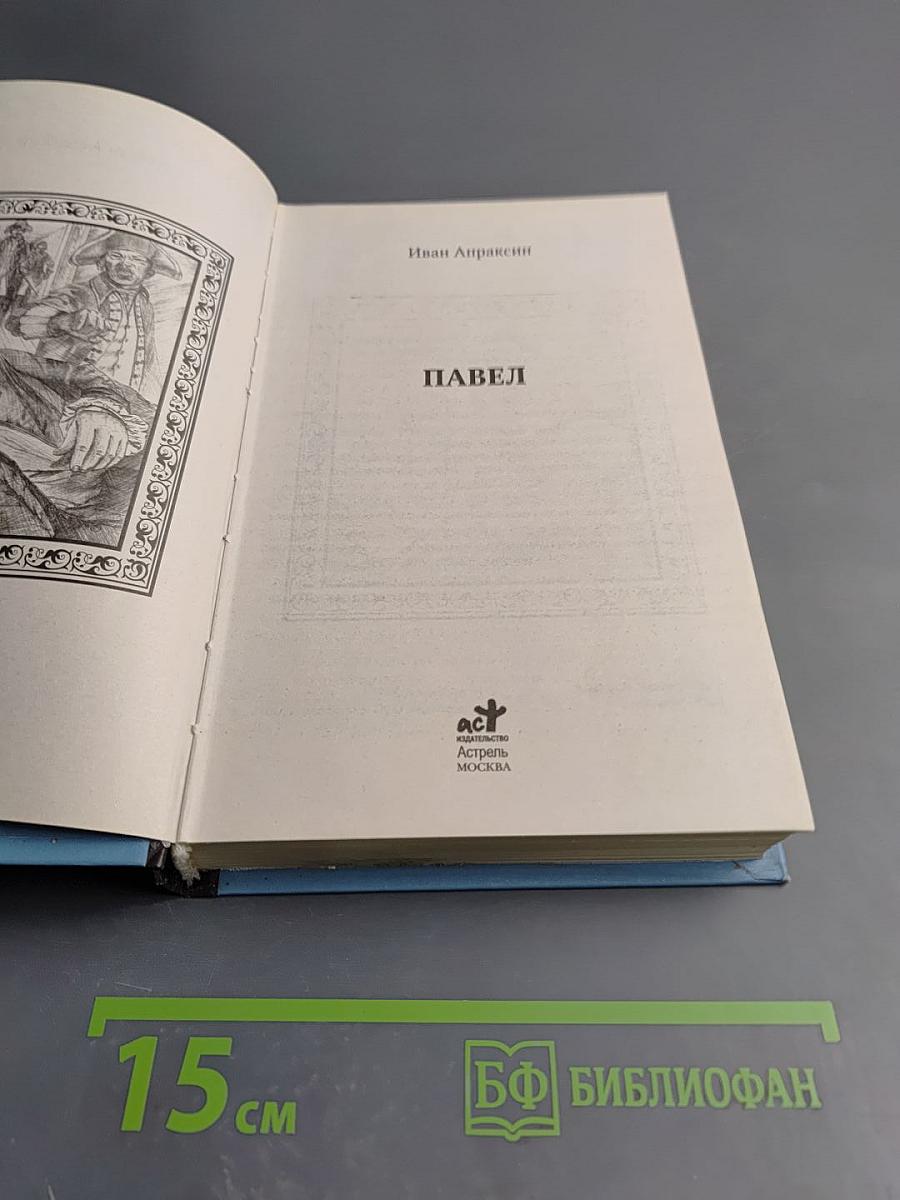 Иван Апраксин
ПАВЕЛ
аст
ИЗДАТЕЛЬСТВО
Астрель
МОСКВА
15 см
БФ БИБЛИОФАН